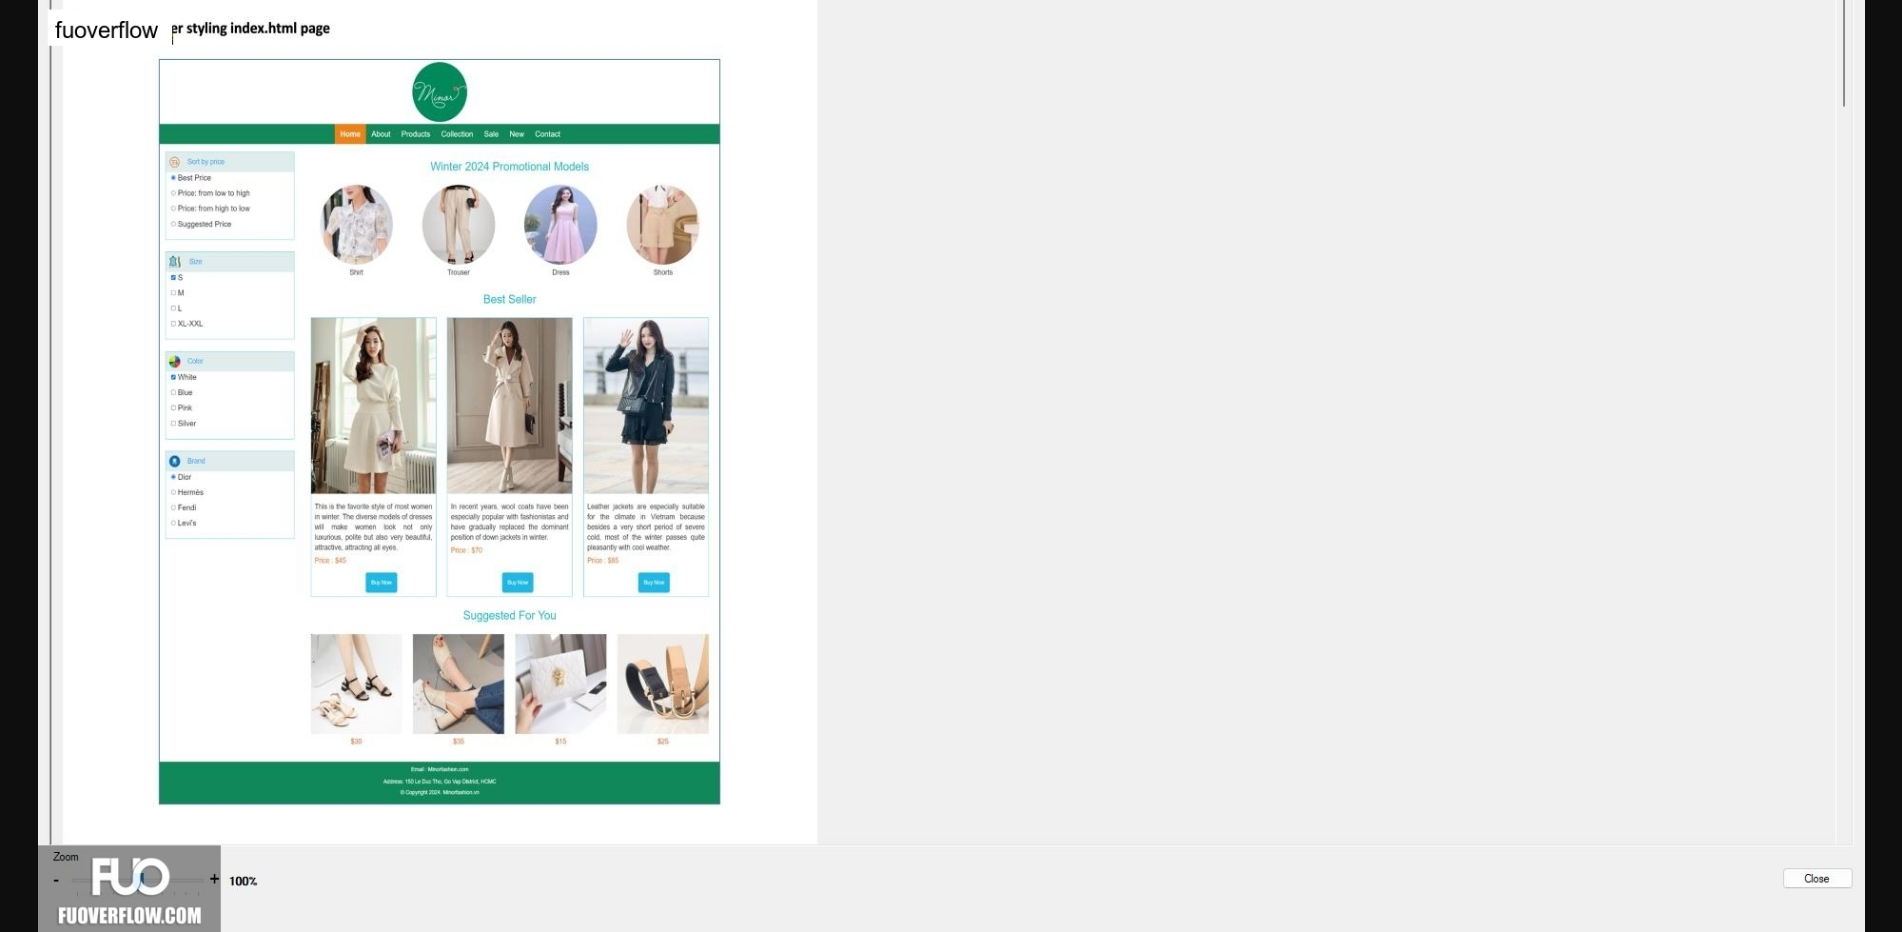 fuoverflow
er styling index.html page
Minor
Home About Products Collection Sale New Contact
Sort by price
Best Price
Price: from low to high
Price: from high to low
Suggested Price
Size
S
M
L
XL-XXL
Color
White
Blue
Pink
Silver
Brand
Dior
Hermès
Fendi
Levi's
Winter 2024 Promotional Models
Shirt Trouser Dress Shorts
Best Seller
This is the favorite style of most women
in winter. The diverse models of dresses
will make women look not only
luxurious, polite but also very beautiful,
attractive, attracting all eyes.
Price : $45
Buy Now
In recent years, wool coats have been
especially popular with fashionistas and
have gradually replaced the dominant
position of down jackets in winter.
Price : $70
Buy Now
Leather jackets are especially suitable
for the climate in Vietnam because
besides a very short period of severe
cold, most of the winter passes quite
pleasantly with cool weather.
Price : $85
Buy Now
Suggested For You
$30 $35 $15 $25
Email : Minorfashion.com
Address: 155 Le Duc Tho, Go Vap District, HCMC
© Copyright 2024. Minorfashion.vn
Zoom
- + 100%
FUO
FUOVERFLOW.COM
Close